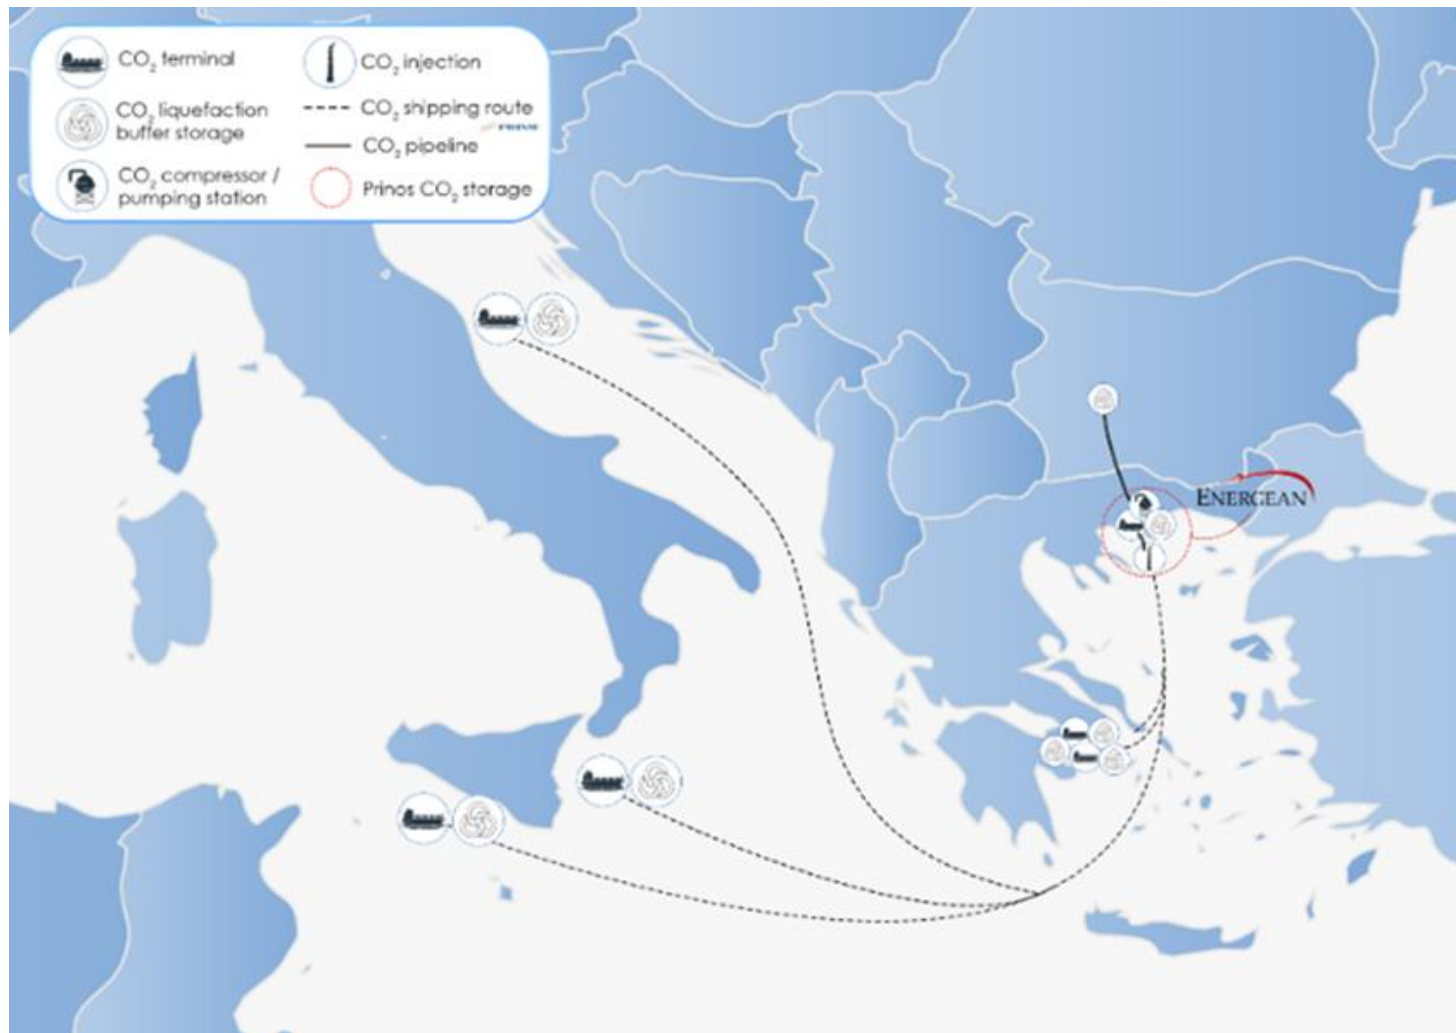 CO₂ terminal
CO₂ liquefaction
buffer storage
CO₂ compressor /
pumping station
CO₂ injection
CO₂ shipping route
CO₂ pipeline
Prinos CO₂ storage
ENERGEAN